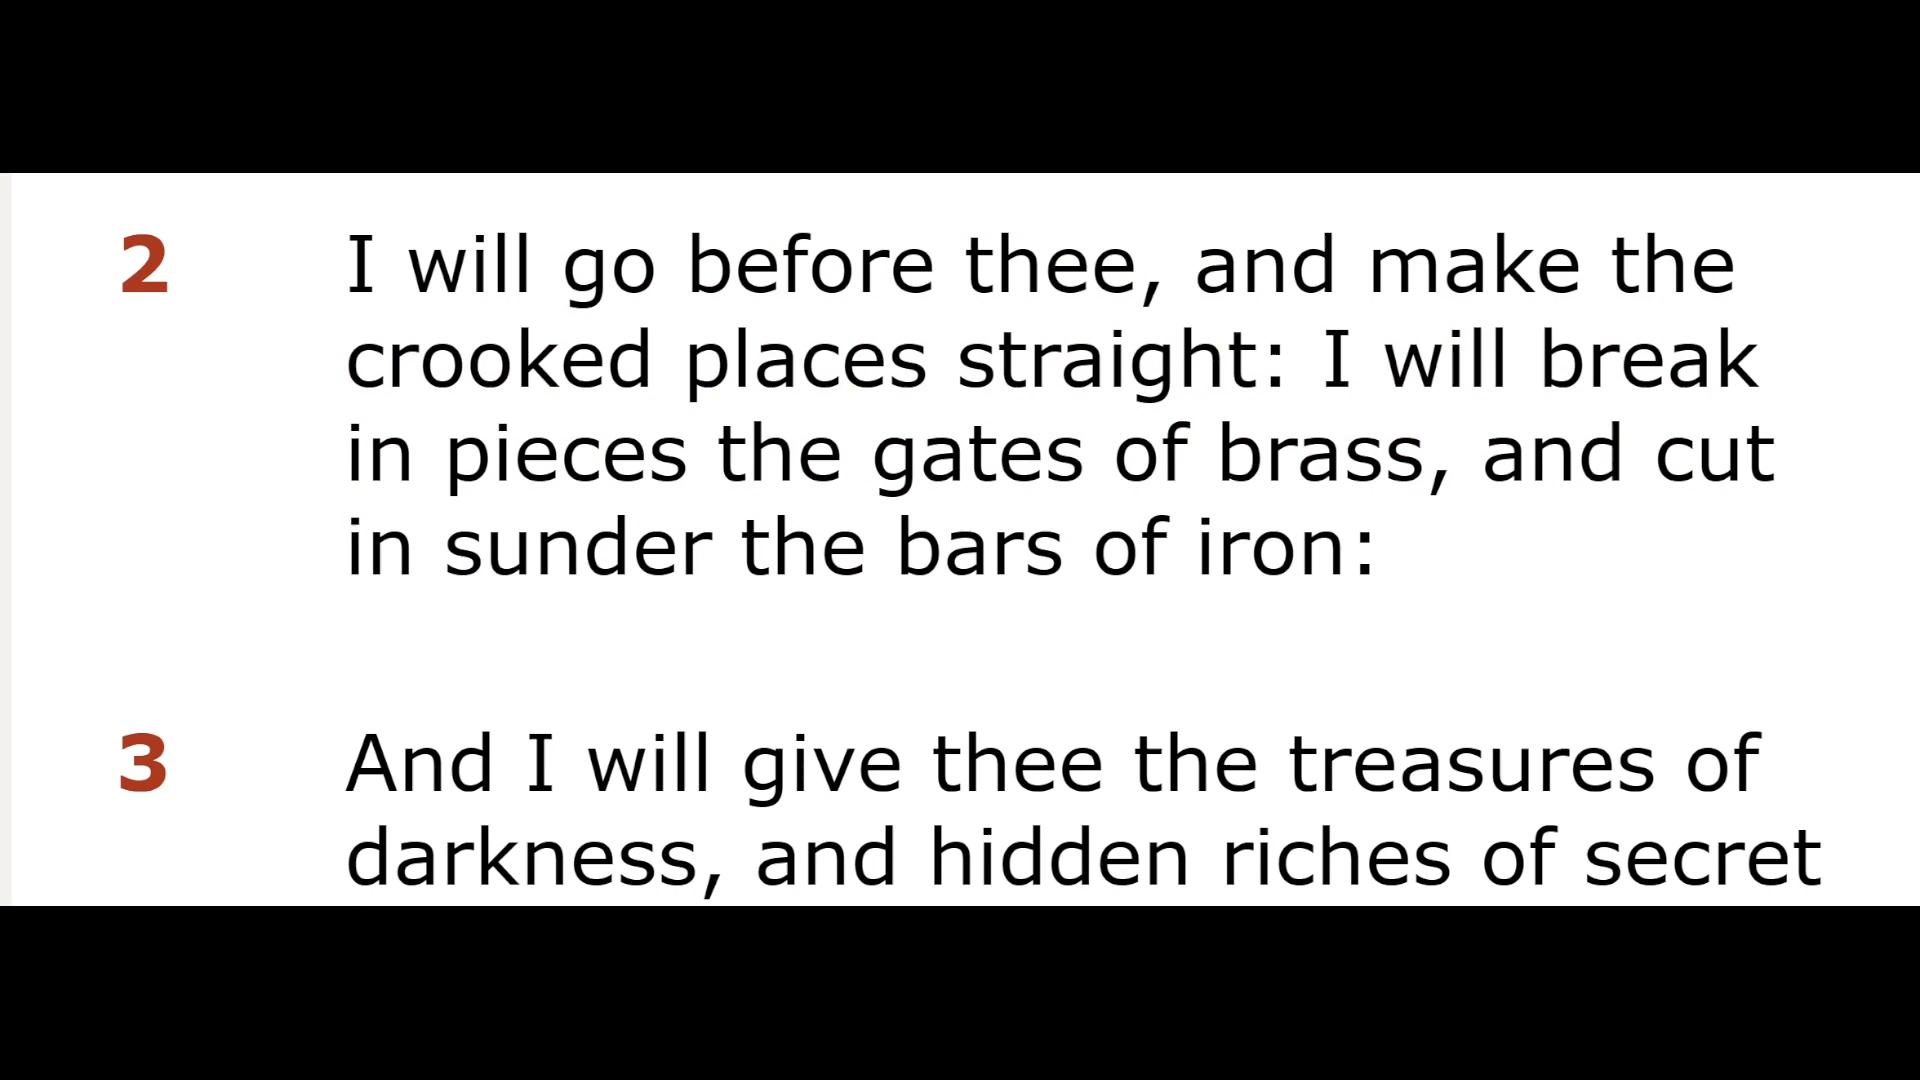 2 I will go before thee, and make the
crooked places straight: I will break
in pieces the gates of brass, and cut
in sunder the bars of iron:
3 And I will give thee the treasures of
darkness, and hidden riches of secret